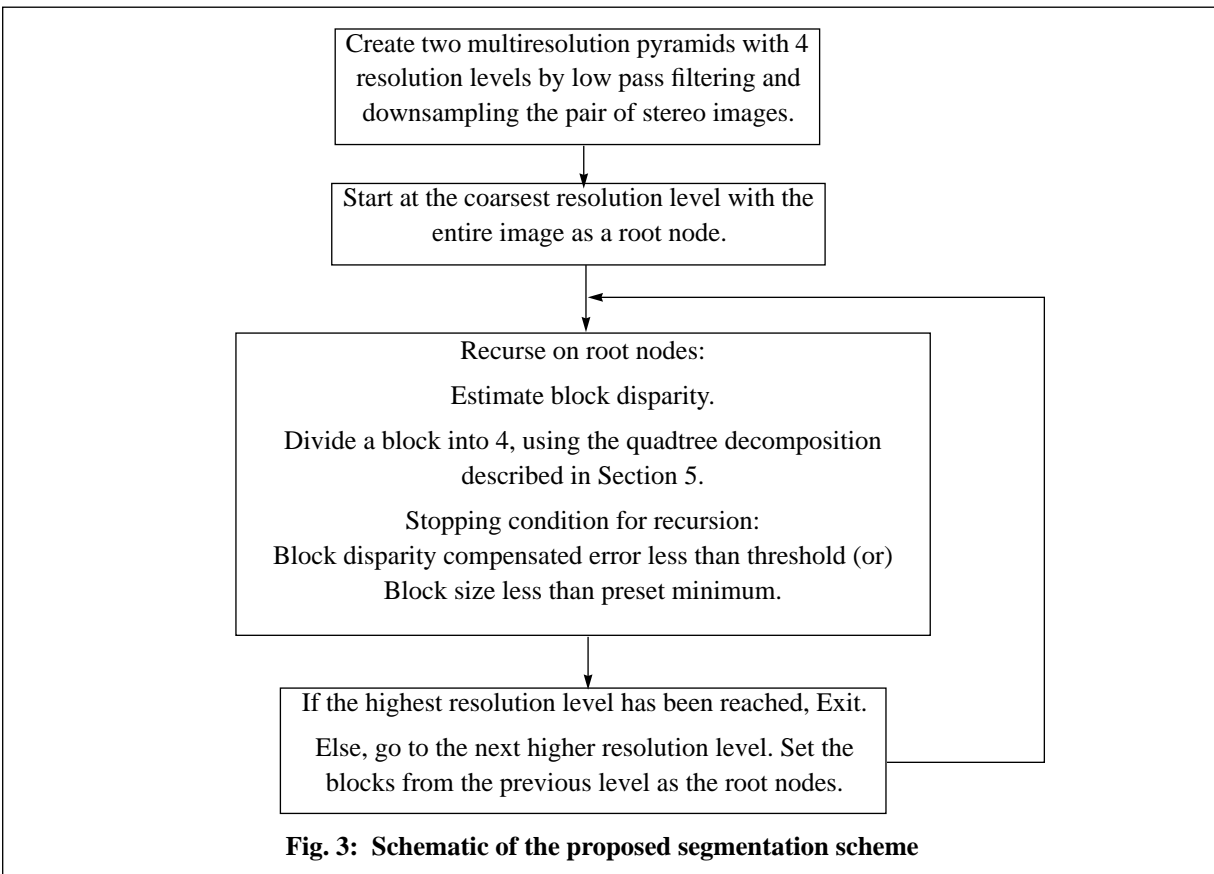 Create two multiresolution pyramids with 4
resolution levels by low pass filtering and
downsampling the pair of stereo images.
Start at the coarsest resolution level with the
entire image as a root node.
Recurse on root nodes:
Estimate block disparity.
Divide a block into 4, using the quadtree decomposition
described in Section 5.
Stopping condition for recursion:
Block disparity compensated error less than threshold (or)
Block size less than preset minimum.
If the highest resolution level has been reached, Exit.
Else, go to the next higher resolution level. Set the
blocks from the previous level as the root nodes.
Fig. 3: Schematic of the proposed segmentation scheme